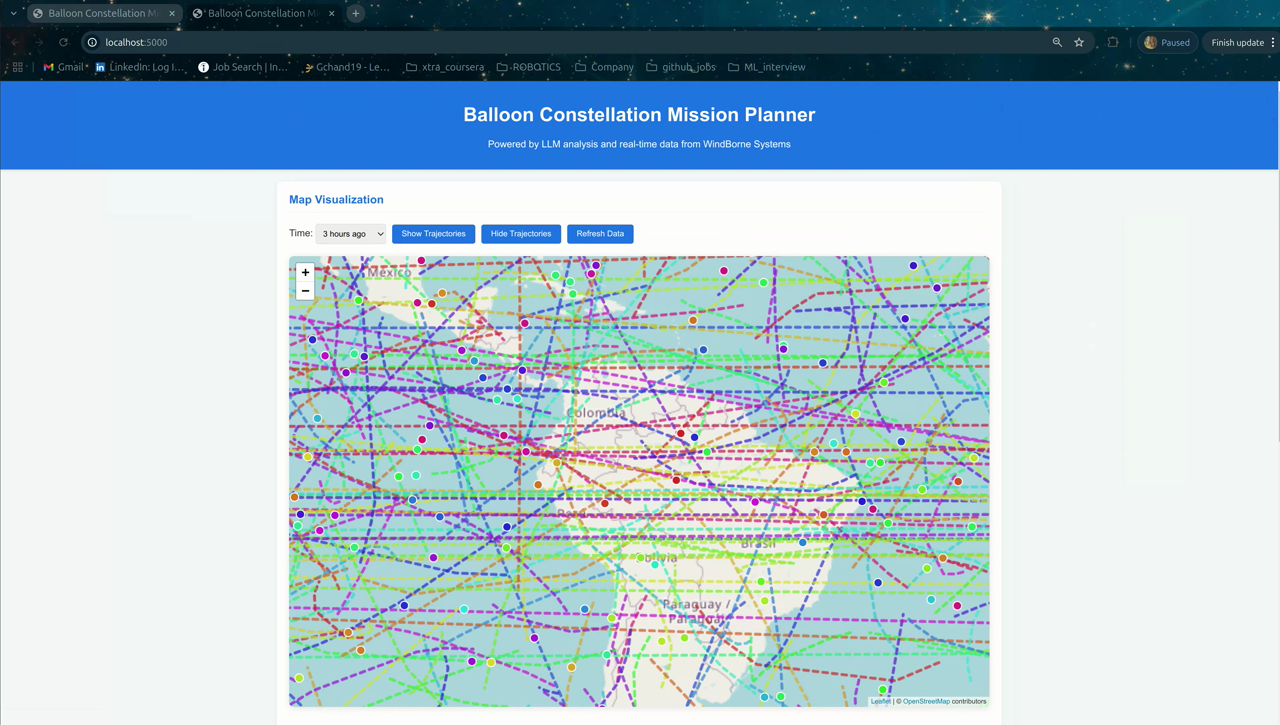 Balloon Constellation Mi
Balloon Constellation M
localhost:5000
Paused
Finish update
Gmail
LinkedIn: Log I...
Job Search | In...
Gchand19 - Le...
xtra_coursera
ROBOTICS
Company
github_jobs
ML_interview
Balloon Constellation Mission Planner
Powered by LLM analysis and real-time data from WindBorne Systems
Map Visualization
Time: 3 hours ago
Show Trajectories
Hide Trajectories
Refresh Data
+
−
México
Colombia
Perú
Brasil
Bolivia
Paraguay
Paraguái
Leaflet | © OpenStreetMap contributors